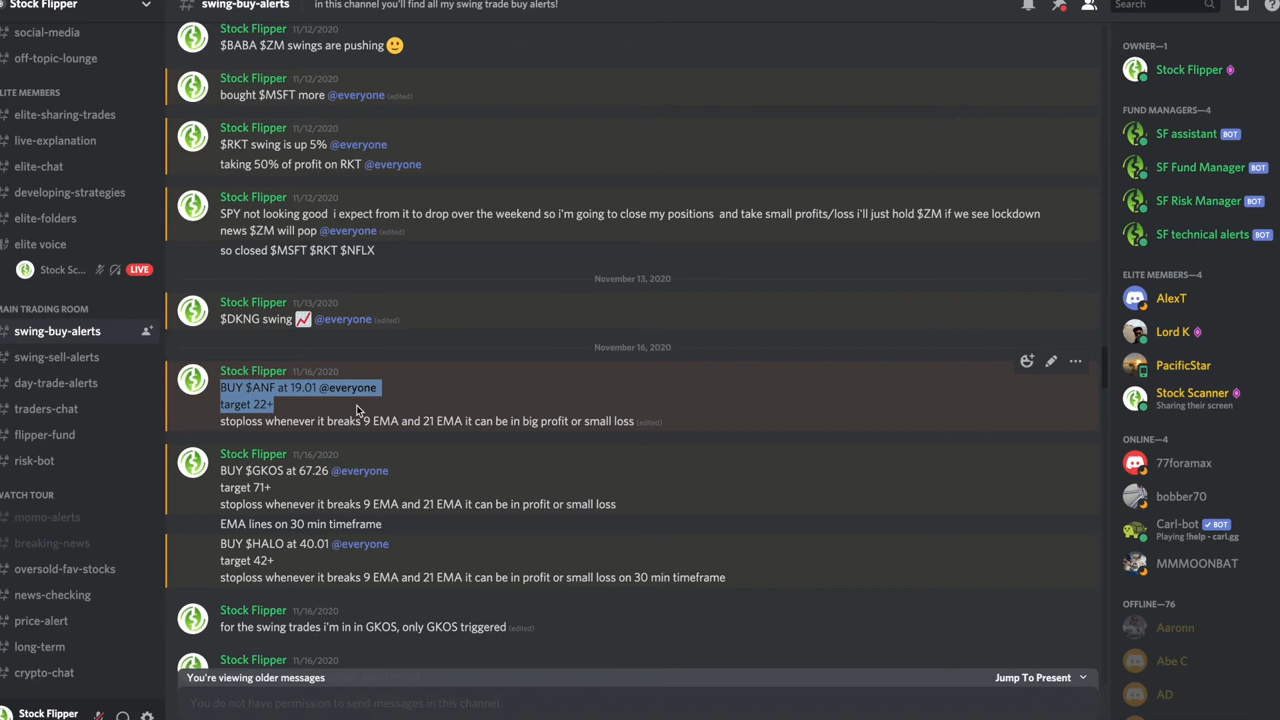 Stock Flipper
# swing-buy-alerts
in this channel you'll find all my swing trade buy alerts!
Search
# social-media
# off-topic-lounge
ELITE MEMBERS
# elite-sharing-trades
# live-explanation
# elite-chat
# developing-strategies
# elite-folders
elite voice
Stock Sc... LIVE
MAIN TRADING ROOM
# swing-buy-alerts
# swing-sell-alerts
# day-trade-alerts
# traders-chat
# flipper-fund
# risk-bot
WATCH TOUR
# momo-alerts
# breaking-news
# oversold-fav-stocks
# news-checking
# price-alert
# long-term
# crypto-chat
Stock Flipper
Stock Flipper 11/12/2020
$BABA $ZM swings are pushing
Stock Flipper 11/12/2020
bought $MSFT more @everyone (edited)
Stock Flipper 11/12/2020
$RKT swing is up 5% @everyone
taking 50% of profit on RKT @everyone
Stock Flipper 11/12/2020
SPY not looking good i expect from it to drop over the weekend so i'm going to close my positions and take small profits/loss i'll just hold $ZM if we see lockdown
news $ZM will pop @everyone (edited)
so closed $MSFT $RKT $NFLX
November 13, 2020
Stock Flipper 11/13/2020
$DKNG swing @everyone (edited)
November 16, 2020
Stock Flipper 11/16/2020
BUY $ANF at 19.01 @everyone
target 22+
stoploss whenever it breaks 9 EMA and 21 EMA it can be in big profit or small loss (edited)
Stock Flipper 11/16/2020
BUY $GKOS at 67.26 @everyone
target 71+
stoploss whenever it breaks 9 EMA and 21 EMA it can be in profit or small loss
EMA lines on 30 min timeframe
BUY $HALO at 40.01 @everyone
target 42+
stoploss whenever it breaks 9 EMA and 21 EMA it can be in profit or small loss on 30 min timeframe
Stock Flipper 11/16/2020
for the swing trades i'm in in GKOS, only GKOS triggered (edited)
Stock Flipper 11/16/2020
You're viewing older messages
Jump To Present
You do not have permission to send messages in this channel.
OWNER—1
Stock Flipper
FUND MANAGERS—4
SF assistant BOT
SF Fund Manager BOT
SF Risk Manager BOT
SF technical alerts BOT
ELITE MEMBERS—4
AlexT
Lord K
PacificStar
Stock Scanner
Sharing their screen
ONLINE—4
77foramax
bobber70
Carl-bot BOT
Playing !help - carl.gg
MMMOONBAT
OFFLINE—76
Aaronn
Abe C
AD